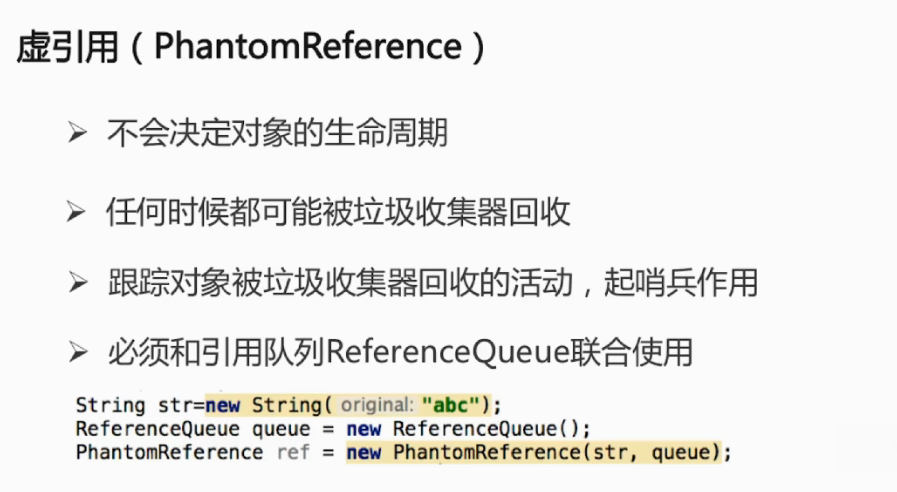 虚引用（PhantomReference）
➢ 不会决定对象的生命周期
➢ 任何时候都可能被垃圾收集器回收
➢ 跟踪对象被垃圾收集器回收的活动，起哨兵作用
➢ 必须和引用队列ReferenceQueue联合使用
String str=new String( original: "abc");
ReferenceQueue queue = new ReferenceQueue();
PhantomReference ref = new PhantomReference(str, queue);